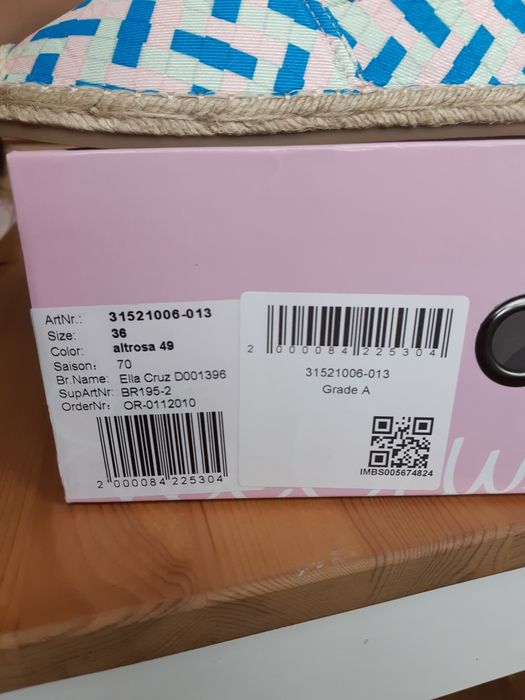 ArtNr.: 31521006-013
Size: 36
Color: altrosa 49
Saison: 70
Br.Name: Ella Cruz D001396
SupArtNr: BR195-2
OrderNr: OR-0112010
2 000084 225304
2 000084 225304
31521006-013
Grade A
IMBS005674824